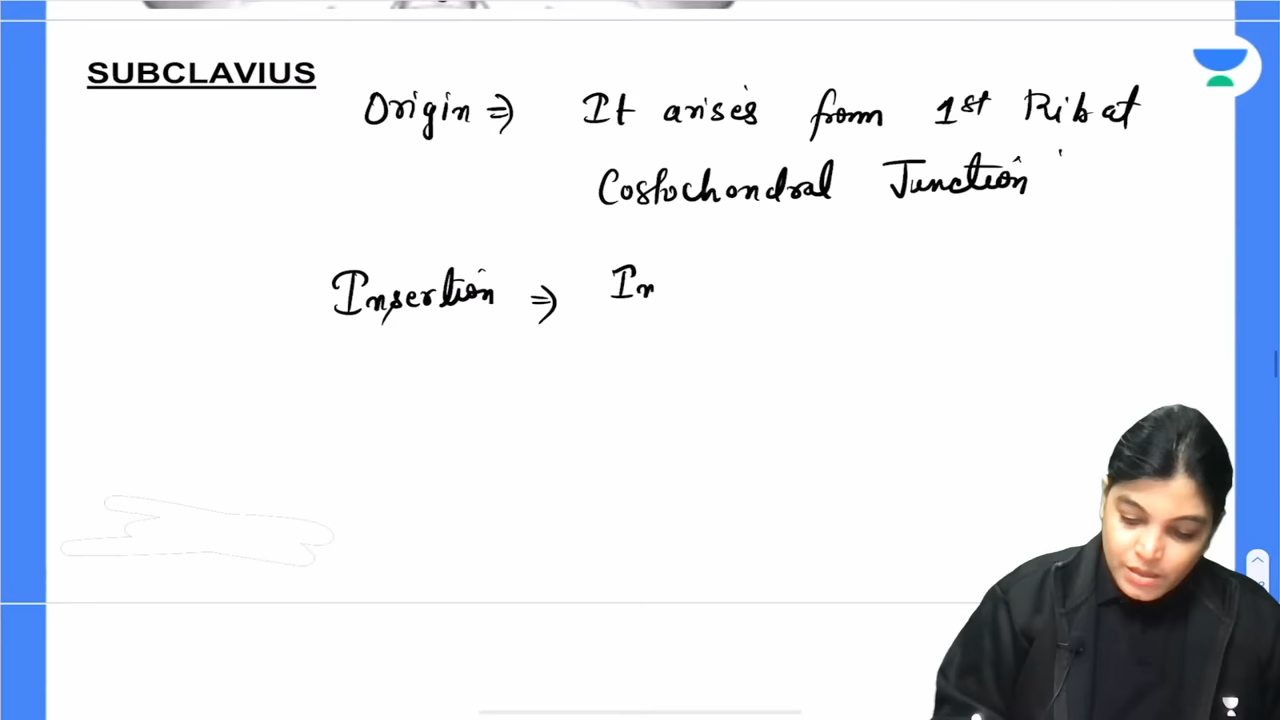 SUBCLAVIUS
Origin ⇒ It arises from 1st Rib at
Costochondral Junction
Insertion ⇒ In